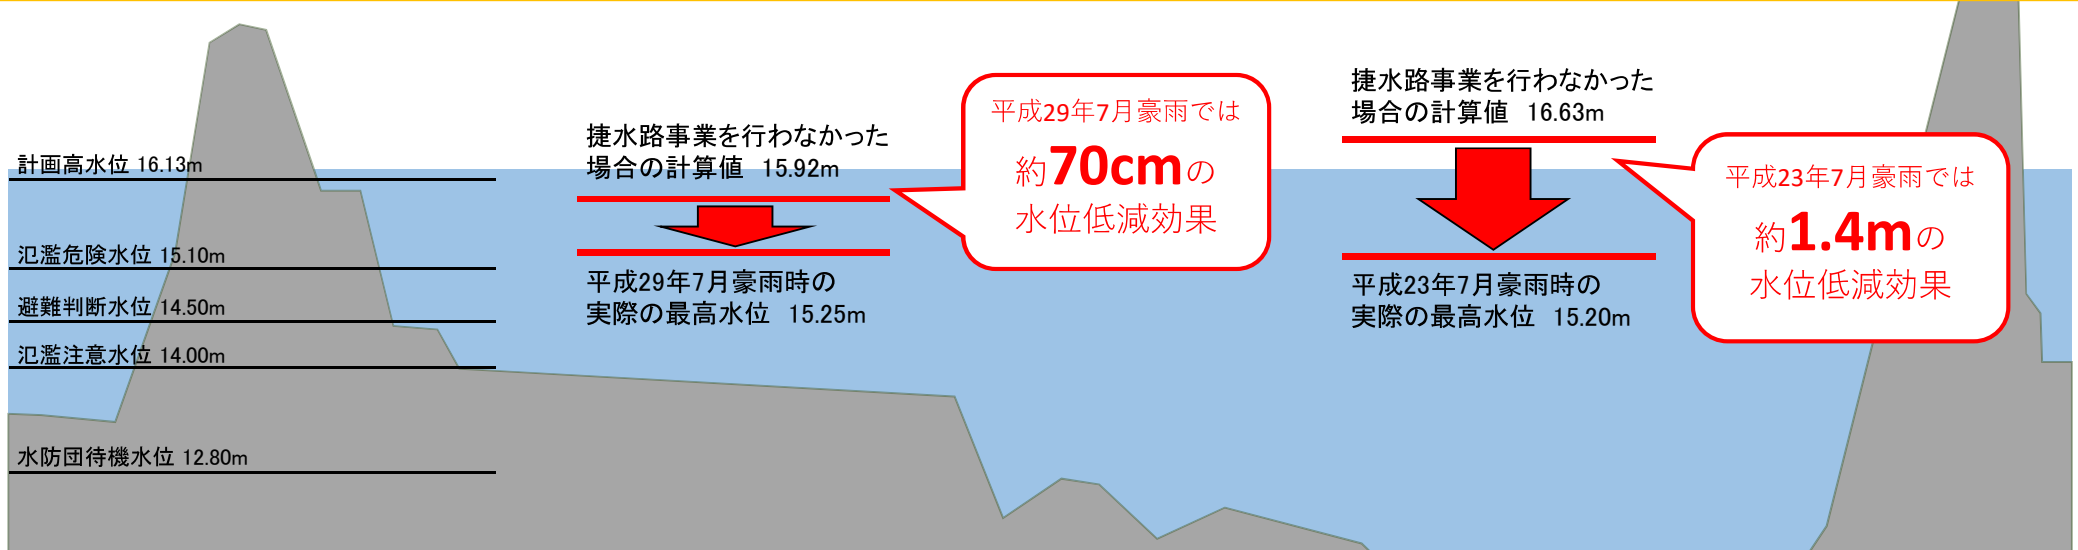 計画高水位 16.13m
氾濫危険水位 15.10m
避難判断水位 14.50m
氾濫注意水位 14.00m
水防団待機水位 12.80m
捷水路事業を行わなかった
場合の計算値 15.92m
平成29年7月豪雨時の
実際の最高水位 15.25m
平成29年7月豪雨では
約70cmの
水位低減効果
捷水路事業を行わなかった
場合の計算値 16.63m
平成23年7月豪雨時の
実際の最高水位 15.20m
平成23年7月豪雨では
約1.4mの
水位低減効果